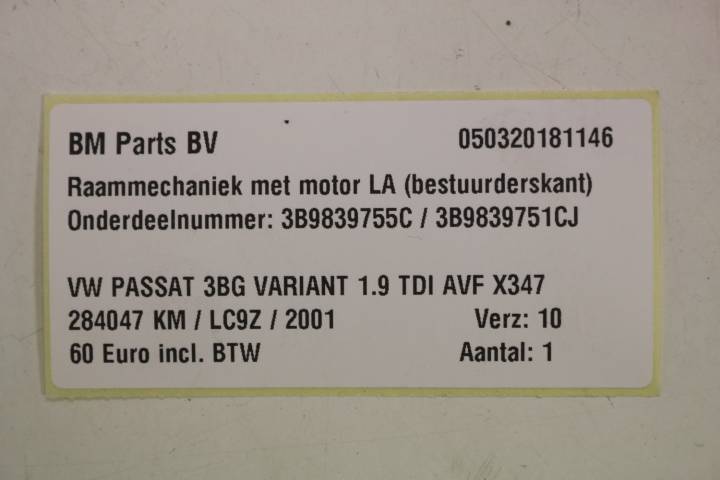 BM Parts BV 050320181146
Raammechaniek met motor LA (bestuurderskant)
Onderdeelnummer: 3B9839755C / 3B9839751CJ
VW PASSAT 3BG VARIANT 1.9 TDI AVF X347
284047 KM / LC9Z / 2001 Verz: 10
60 Euro incl. BTW Aantal: 1